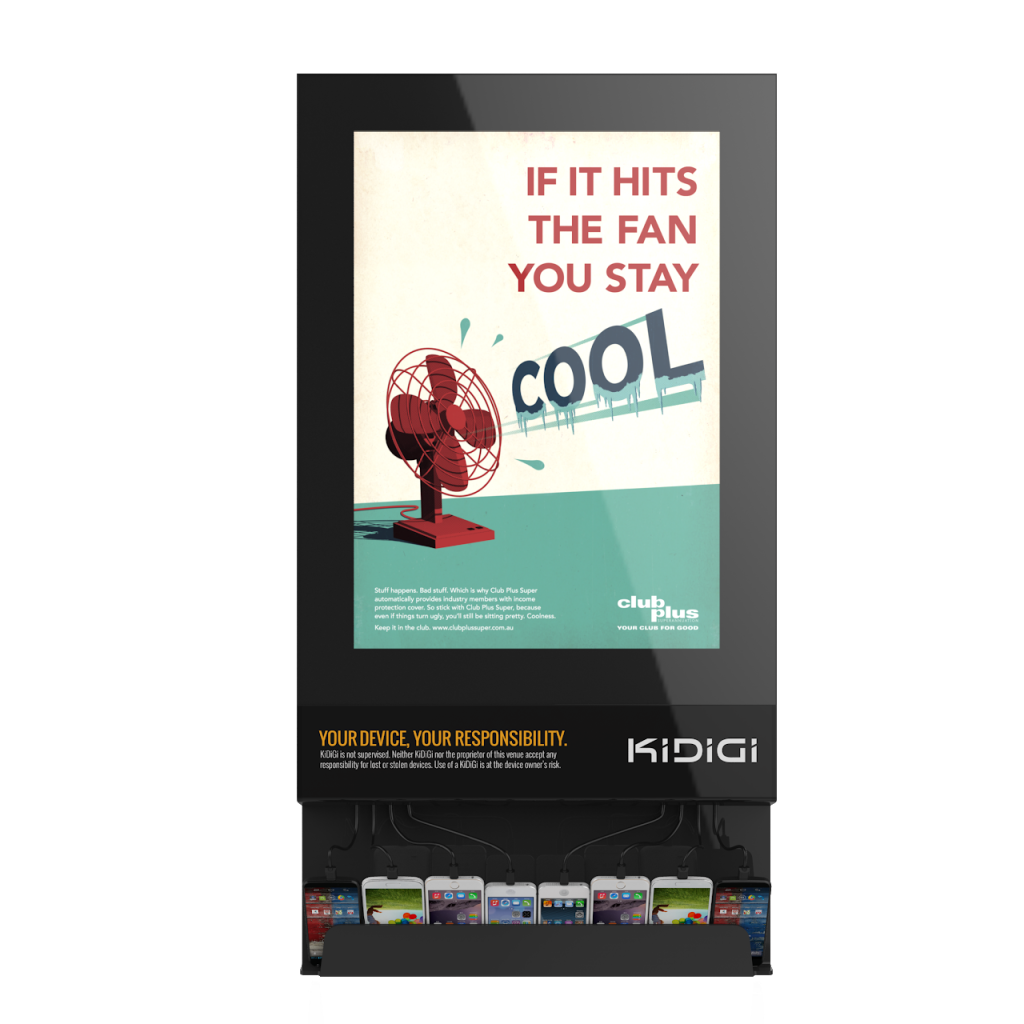 IF IT HITS
THE FAN
YOU STAY
COOL
Stuff happens. Bad stuff. Which is why Club Plus Super
automatically provides industry members with income
protection cover. So stick with Club Plus Super, because
even if things turn ugly, you'll still be sitting pretty. Coolness.
Keep it in the club. www.clubplussuper.com.au
club
plus
YOUR CLUB FOR GOOD
YOUR DEVICE, YOUR RESPONSIBILITY.
KiDiGi is not supervised. Neither KiDiGi nor the proprietor of this venue accept any
responsibility for lost or stolen devices. Use of a KiDiGi is at the device owner's risk.
KiDiGi